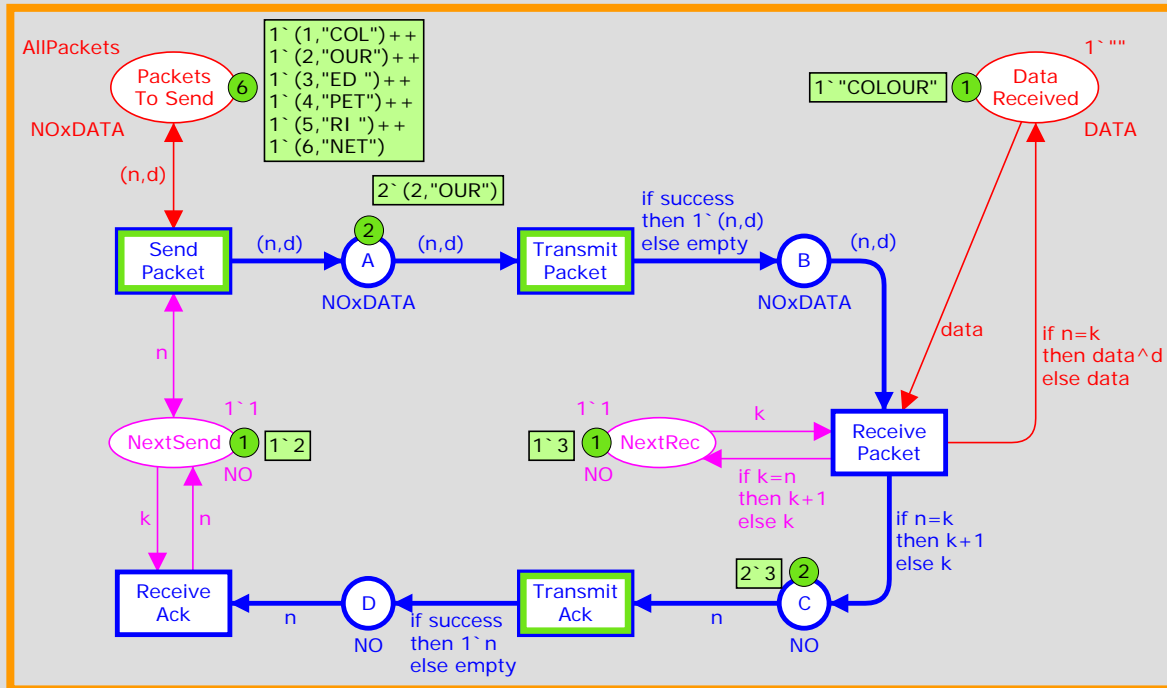 AllPackets
Packets
To Send
6
1`(1,"COL")++
1`(2,"OUR")++
1`(3,"ED ")++
1`(4,"PET")++
1`(5,"RI ")++
1`(6,"NET")
NOxDATA
1`""
1`"COLOUR"
1
Data
Received
DATA
(n,d)
2`(2,"OUR")
Send
Packet
(n,d)
2
A
NOxDATA
(n,d)
Transmit
Packet
if success
then 1`(n,d)
else empty
B
NOxDATA
(n,d)
data
if n=k
then data^d
else data
n
1`1
NextSend
1
1`2
NO
1`1
1`3
1
NextRec
NO
k
if k=n
then k+1
else k
Receive
Packet
k
n
if n=k
then k+1
else k
Receive
Ack
n
D
NO
if success
then 1`n
else empty
Transmit
Ack
n
2`3
2
C
NO